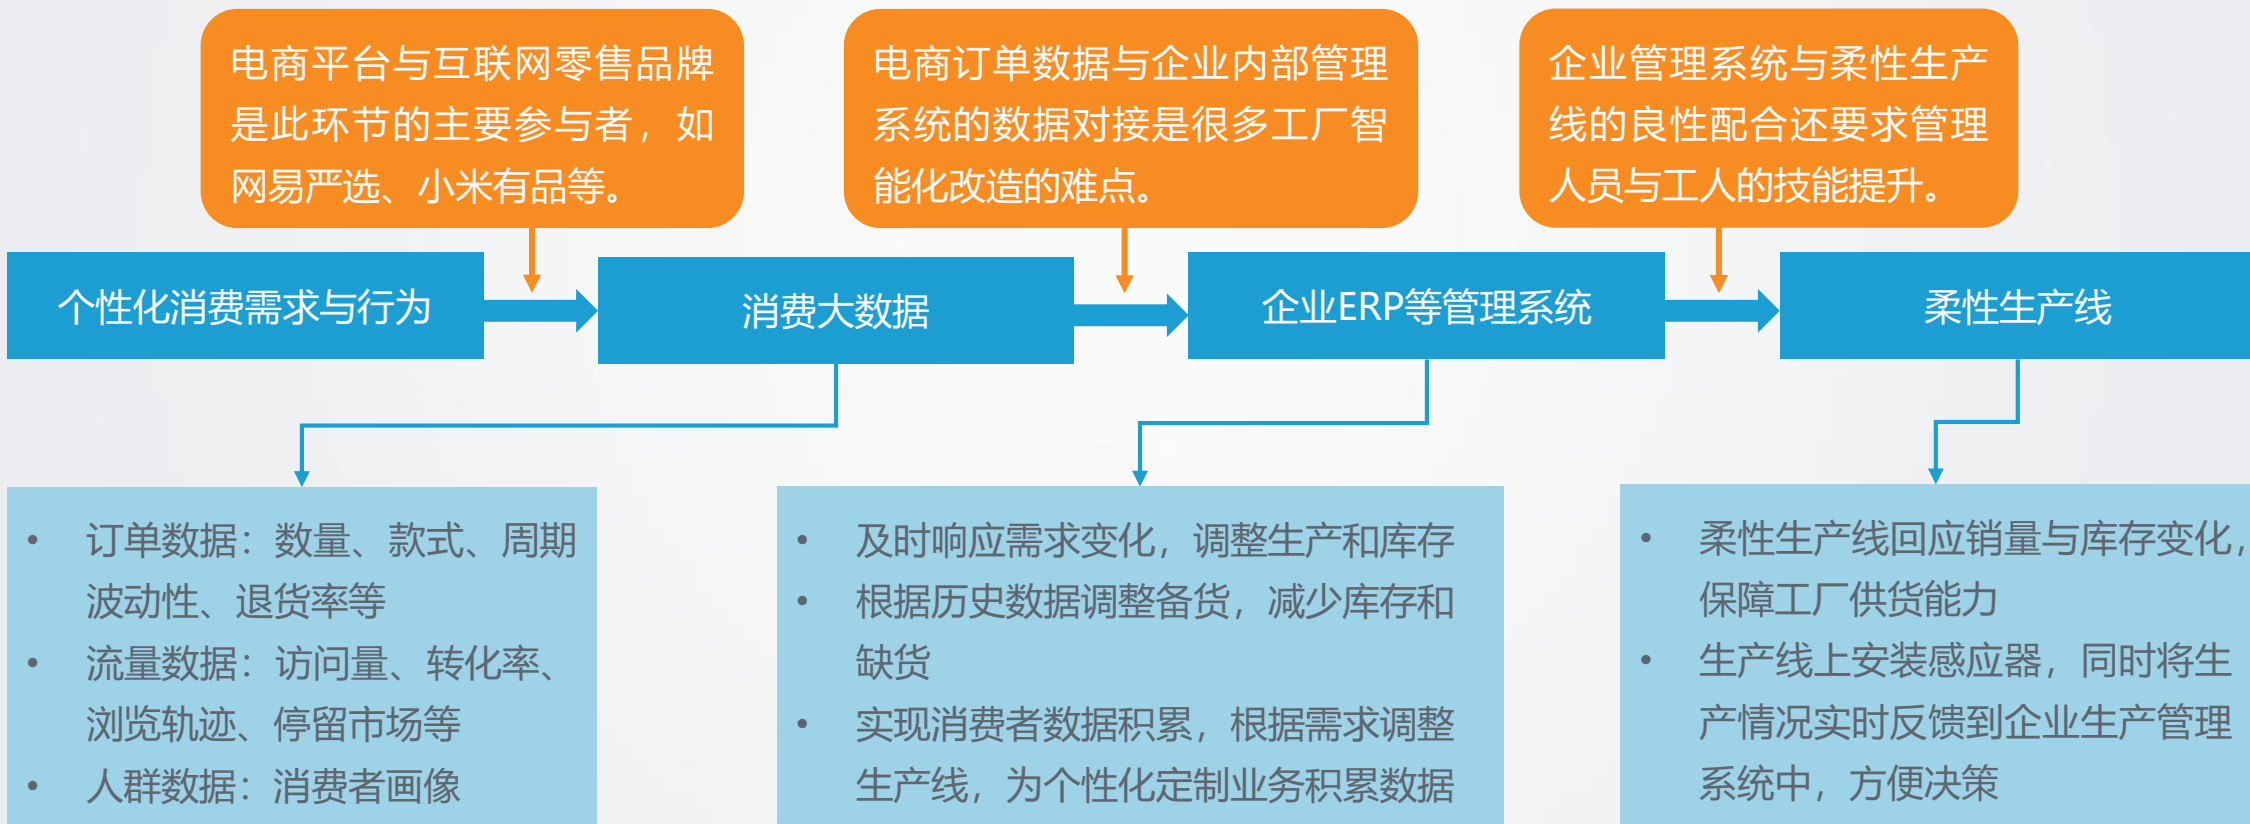 电商平台与互联网零售品牌
是此环节的主要参与者，如
网易严选、小米有品等。
电商订单数据与企业内部管理
系统的数据对接是很多工厂智
能化改造的难点。
企业管理系统与柔性生产
线的良性配合还要求管理
人员与工人的技能提升。
个性化消费需求与行为
消费大数据
企业ERP等管理系统
柔性生产线
• 订单数据：数量、款式、周期
波动性、退货率等
• 流量数据：访问量、转化率、
浏览轨迹、停留市场等
• 人群数据：消费者画像
• 及时响应需求变化，调整生产和库存
• 根据历史数据调整备货，减少库存和
缺货
• 实现消费者数据积累，根据需求调整
生产线，为个性化定制业务积累数据
• 柔性生产线回应销量与库存变化，
保障工厂供货能力
• 生产线上安装感应器，同时将生
产情况实时反馈到企业生产管理
系统中，方便决策